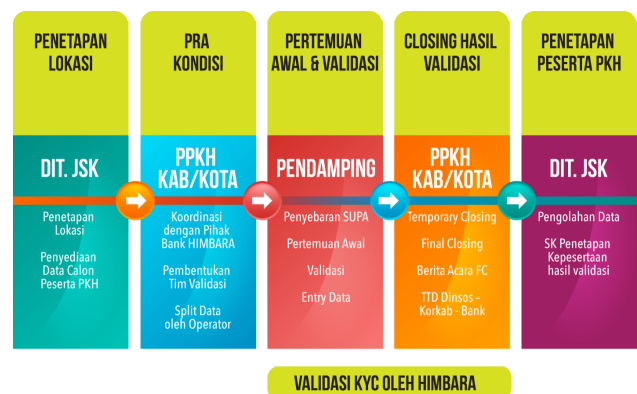 PENETAPAN
LOKASI
DIT. JSK
Penetapan
Lokasi
Penyediaan
Data Calon
Peserta PKH
PRA
KONDISI
PPKH
KAB/KOTA
Koordinasi
dengan Pihak
Bank HIMBARA
Pembentukan
Tim Validasi
Split Data
oleh Operator
PERTEMUAN
AWAL & VALIDASI
PENDAMPING
Penyebaran SUPA
Pertemuan Awal
Validasi
Entry Data
CLOSING HASIL
VALIDASI
PPKH
KAB/KOTA
Temporary Closing
Final Closing
Berita Acara FC
TTD Dinsos –
Korkab - Bank
PENETAPAN
PESERTA PKH
DIT. JSK
Pengolahan Data
SK Penetapan
Kepesertaan
hasil validasi
VALIDASI KYC OLEH HIMBARA